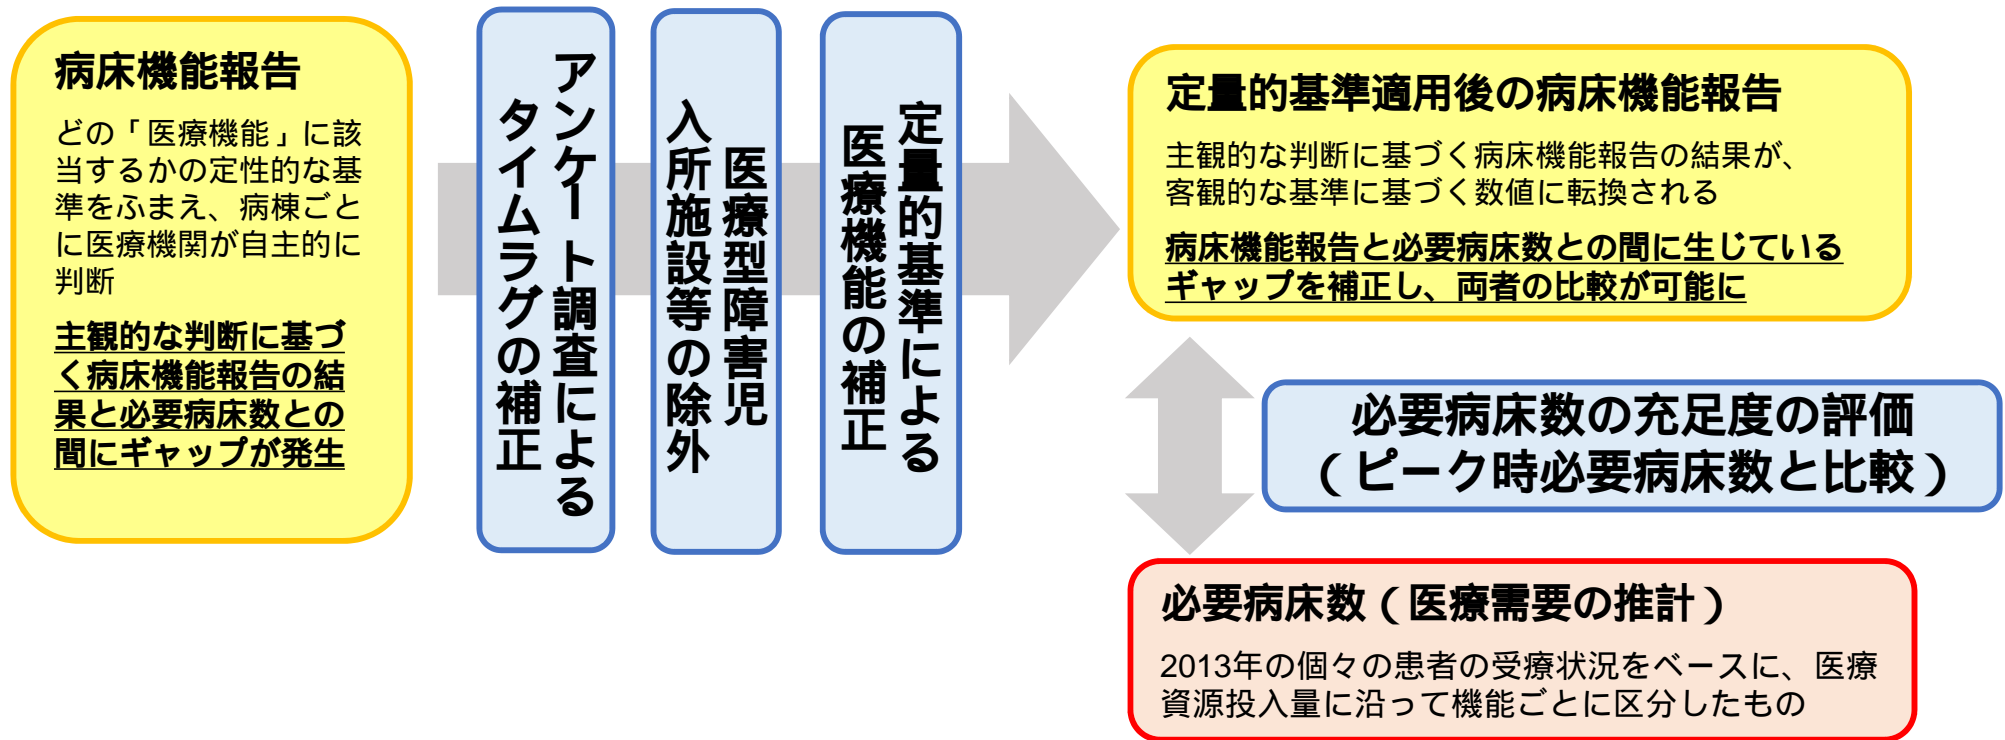 病床機能報告
どの「医療機能」に該
当するかの定性的な基
準をふまえ、病棟ごと
に医療機関が自主的に
判断
主観的な判断に基づ
く病床機能報告の結
果と必要病床数との
間にギャップが発生
アンケート調査による
タイムラグの補正
医療型障害児
入所施設等の除外
定量的基準による
医療機能の補正
定量的基準適用後の病床機能報告
主観的な判断に基づく病床機能報告の結果が、
客観的な基準に基づく数値に転換される
病床機能報告と必要病床数との間に生じている
ギャップを補正し、両者の比較が可能に
必要病床数の充足度の評価
（ピーク時必要病床数と比較）
必要病床数（医療需要の推計）
2013年の個々の患者の受療状況をベースに、医療
資源投入量に沿って機能ごとに区分したもの